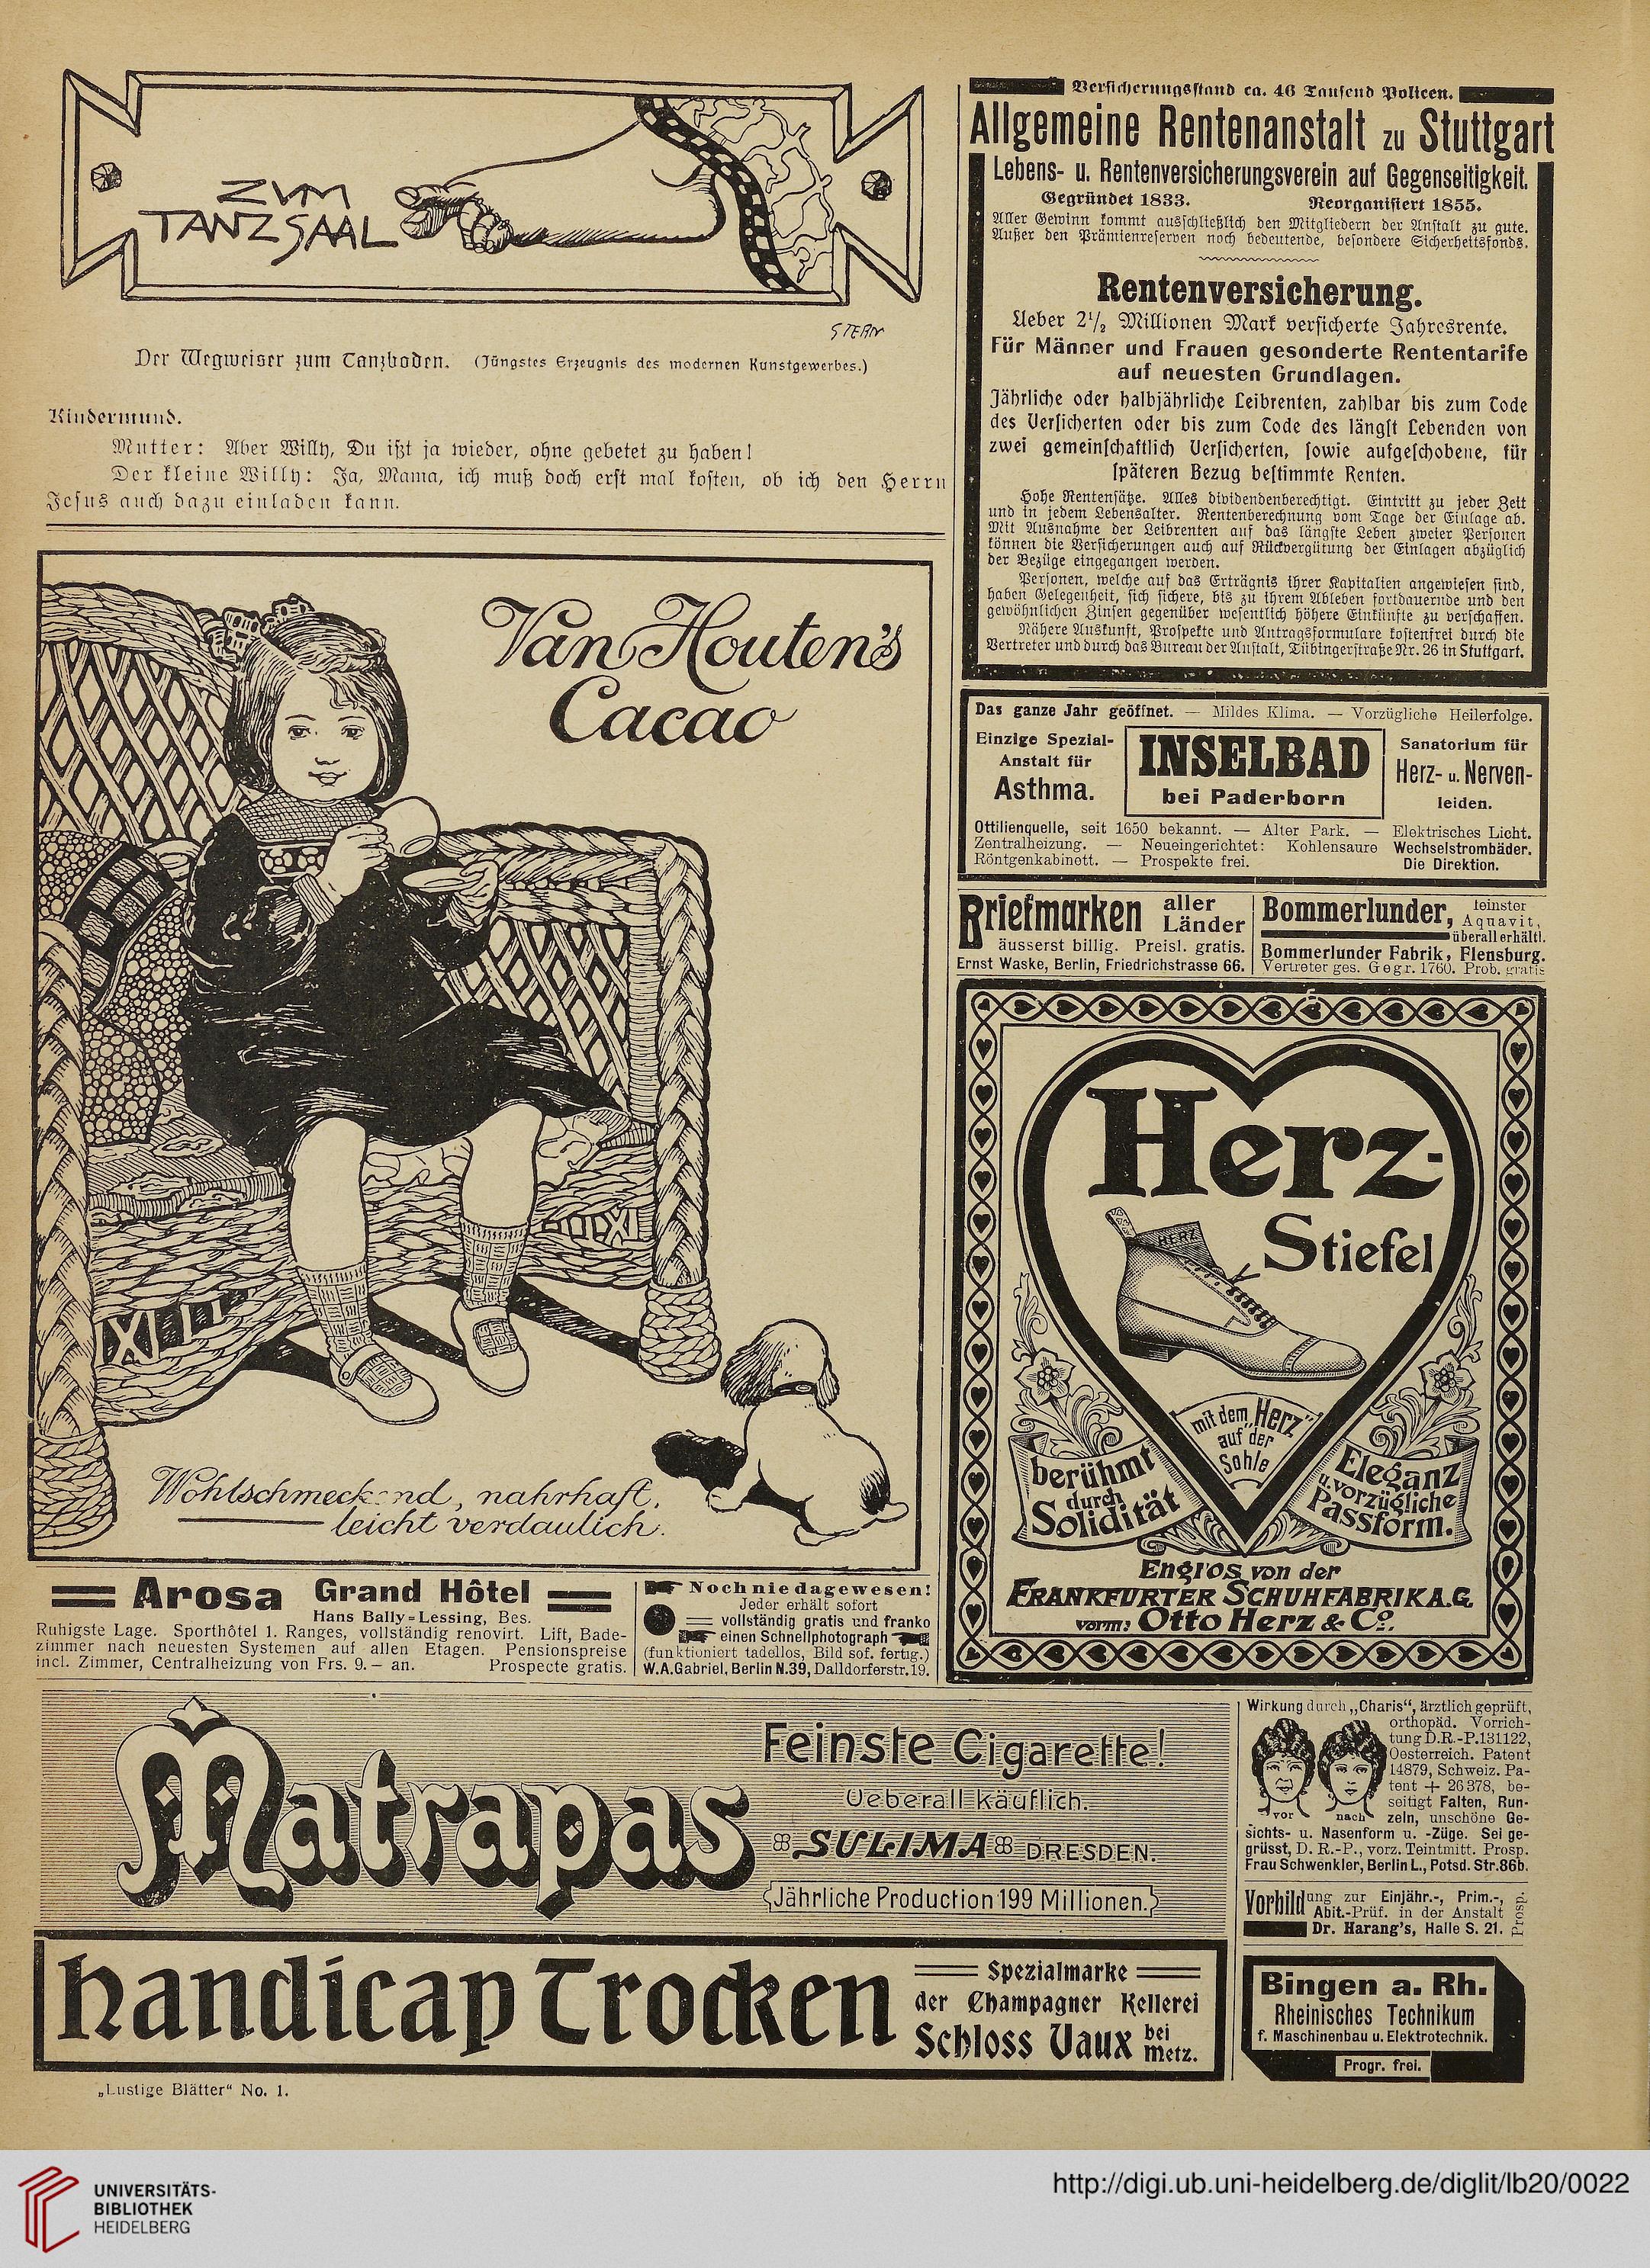 ZUM
TANZSAAL
STERN
Der Wegweiser zum Tanzboden. (Jüngstes Erzeugnis des modernen Kunstgewerbes.)
Kindermund.
Mutter: Aber Willy, Du ißt ja wieder, ohne gebetet zu haben!
Der kleine Willy: Ja, Mama, ich muß doch erst mal kosten, ob ich den Herrn
Jesus auch dazu einladen kann.
Van Houten's
Cacao
XI
XI
Wohlschmeckend, nahrhaft,
leicht verdaulich.
Arosa Grand Hôtel
Hans Bally-Lessing, Bes.
Ruhigste Lage. Sporthôtel 1. Ranges, vollständig renovirt. Lift, Bade-
zimmer nach neuesten Systemen auf allen Etagen. Pensionspreise
incl. Zimmer, Centralheizung von Frs. 9.— an. Prospecte gratis.
Noch nie dagewesen!
Jeder erhält sofort
vollständig gratis und franko
einen Schnellphotograph
(funktioniert tadellos, Bild sof. fertig.)
W.A.Gabriel, Berlin N.39, Dalldorferstr.19.
Versicherungsstand ca. 46 Tausend Policen.
Allgemeine Rentenanstalt zu Stuttgart
Lebens- u. Rentenversicherungsverein auf Gegenseitigkeit.
Gegründet 1833. Reorganisiert 1855.
Aller Gewinn kommt ausschließlich den Mitgliedern der Anstalt zu gute.
Außer den Prämienreserven noch bedeutende, besondere Sicherheitsfonds.
Rentenversicherung.
Ueber 2½ Millionen Mark versicherte Jahresrente.
Für Männer und Frauen gesonderte Rententarife
auf neuesten Grundlagen.
Jährliche oder halbjährliche Leibrenten, zahlbar bis zum Tode
des Versicherten oder bis zum Tode des längst Lebenden von
zwei gemeinschaftlich Versicherten, sowie aufgeschobene, für
späteren Bezug bestimmte Renten.
Hohe Rentensätze. Alles dividendenberechtigt. Eintritt zu jeder Zeit
und in jedem Lebensalter. Rentenberechnung vom Tage der Einlage ab.
Mit Ausnahme der Leibrenten auf das längste Leben zweier Personen
können die Versicherungen auch auf Rückvergütung der Einlagen abzüglich
der Bezüge eingegangen werden.
Personen, welche auf das Erträgnis ihrer Kapitalien angewiesen sind,
haben Gelegenheit, sich sichere, bis zu ihrem Ableben fortdauernde und den
gewöhnlichen Zinsen gegenüber wesentlich höhere Einkünfte zu verschaffen.
Nähere Auskunft, Prospekte und Antragsformulare kostenfrei durch die
Vertreter und durch das Bureau der Anstalt, Tübingerstraße Nr. 26 in Stuttgart.
Das ganze Jahr geöffnet. — Mildes Klima. — Vorzügliche Heilerfolge.
Einzige Spezial-
Anstalt für
Asthma.
INSELBAD
bei Paderborn
Sanatorium für
Herz- u. Nerven-
leiden.
Ottilienquelle, seit 1650 bekannt. — Alter Park. — Elektrisches Licht.
Zentralheizung. — Neueingerichtet: Kohlensaure Wechselstrombäder.
Röntgenkabinett. — Prospekte frei. Die Direktion.
Briefmarken aller
Länder
äusserst billig. Preisl. gratis.
Ernst Waske, Berlin, Friedrichstrasse 66.
Bommerlunder, feinster
Aquavit,
überall erhältl.
Bommerlunder Fabrik, Flensburg.
Vertreter ges. Gegr. 1760. Prob. gratis
Herz-
Stiefel
HERZ
mit dem „Herz"
auf der
Sohle
berühmt
durch
Solidität
Eleganz
u. vorzügliche
Passform.
Engros von der
FRANKFURTER SCHUHFABRIK A.G.
vorm: Otto Herz & Co.
Matrapas
Feinste Cigarette!
Ueberall käuflich.
SULIMA DRESDEN.
Jährliche Production 199 Millionen.
Wirkung durch „Charis", ärztlich geprüft,
orthopäd. Vorrich-
tung D.R.-P.131122,
Oesterreich. Patent
14879, Schweiz. Pa-
tent + 26378, be-
seitigt Falten, Run-
vor nach zeln, unschöne Ge-
sichts- u. Nasenform u. -Züge. Sei ge-
grüsst, D. R.-P., vorz. Teintmitt. Prosp.
Frau Schwenkler, Berlin L., Potsd. Str.86b.
Vorbildung zur Einjähr.-, Prim.-,
Abit.-Prüf. in der Anstalt
Dr. Harang's, Halle S. 21. Prosp.
Handicap Trocken
Spezialmarke
der Champagner Kellerei
Schloss Vaux bei
Metz.
Bingen a. Rh.
Rheinisches Technikum
f. Maschinenbau u. Elektrotechnik.
Progr. frei.
„Lustige Blätter" No. 1.
UNIVERSITÄTS-
BIBLIOTHEK
HEIDELBERG
http://digi.ub.uni-heidelberg.de/diglit/lb20/0022